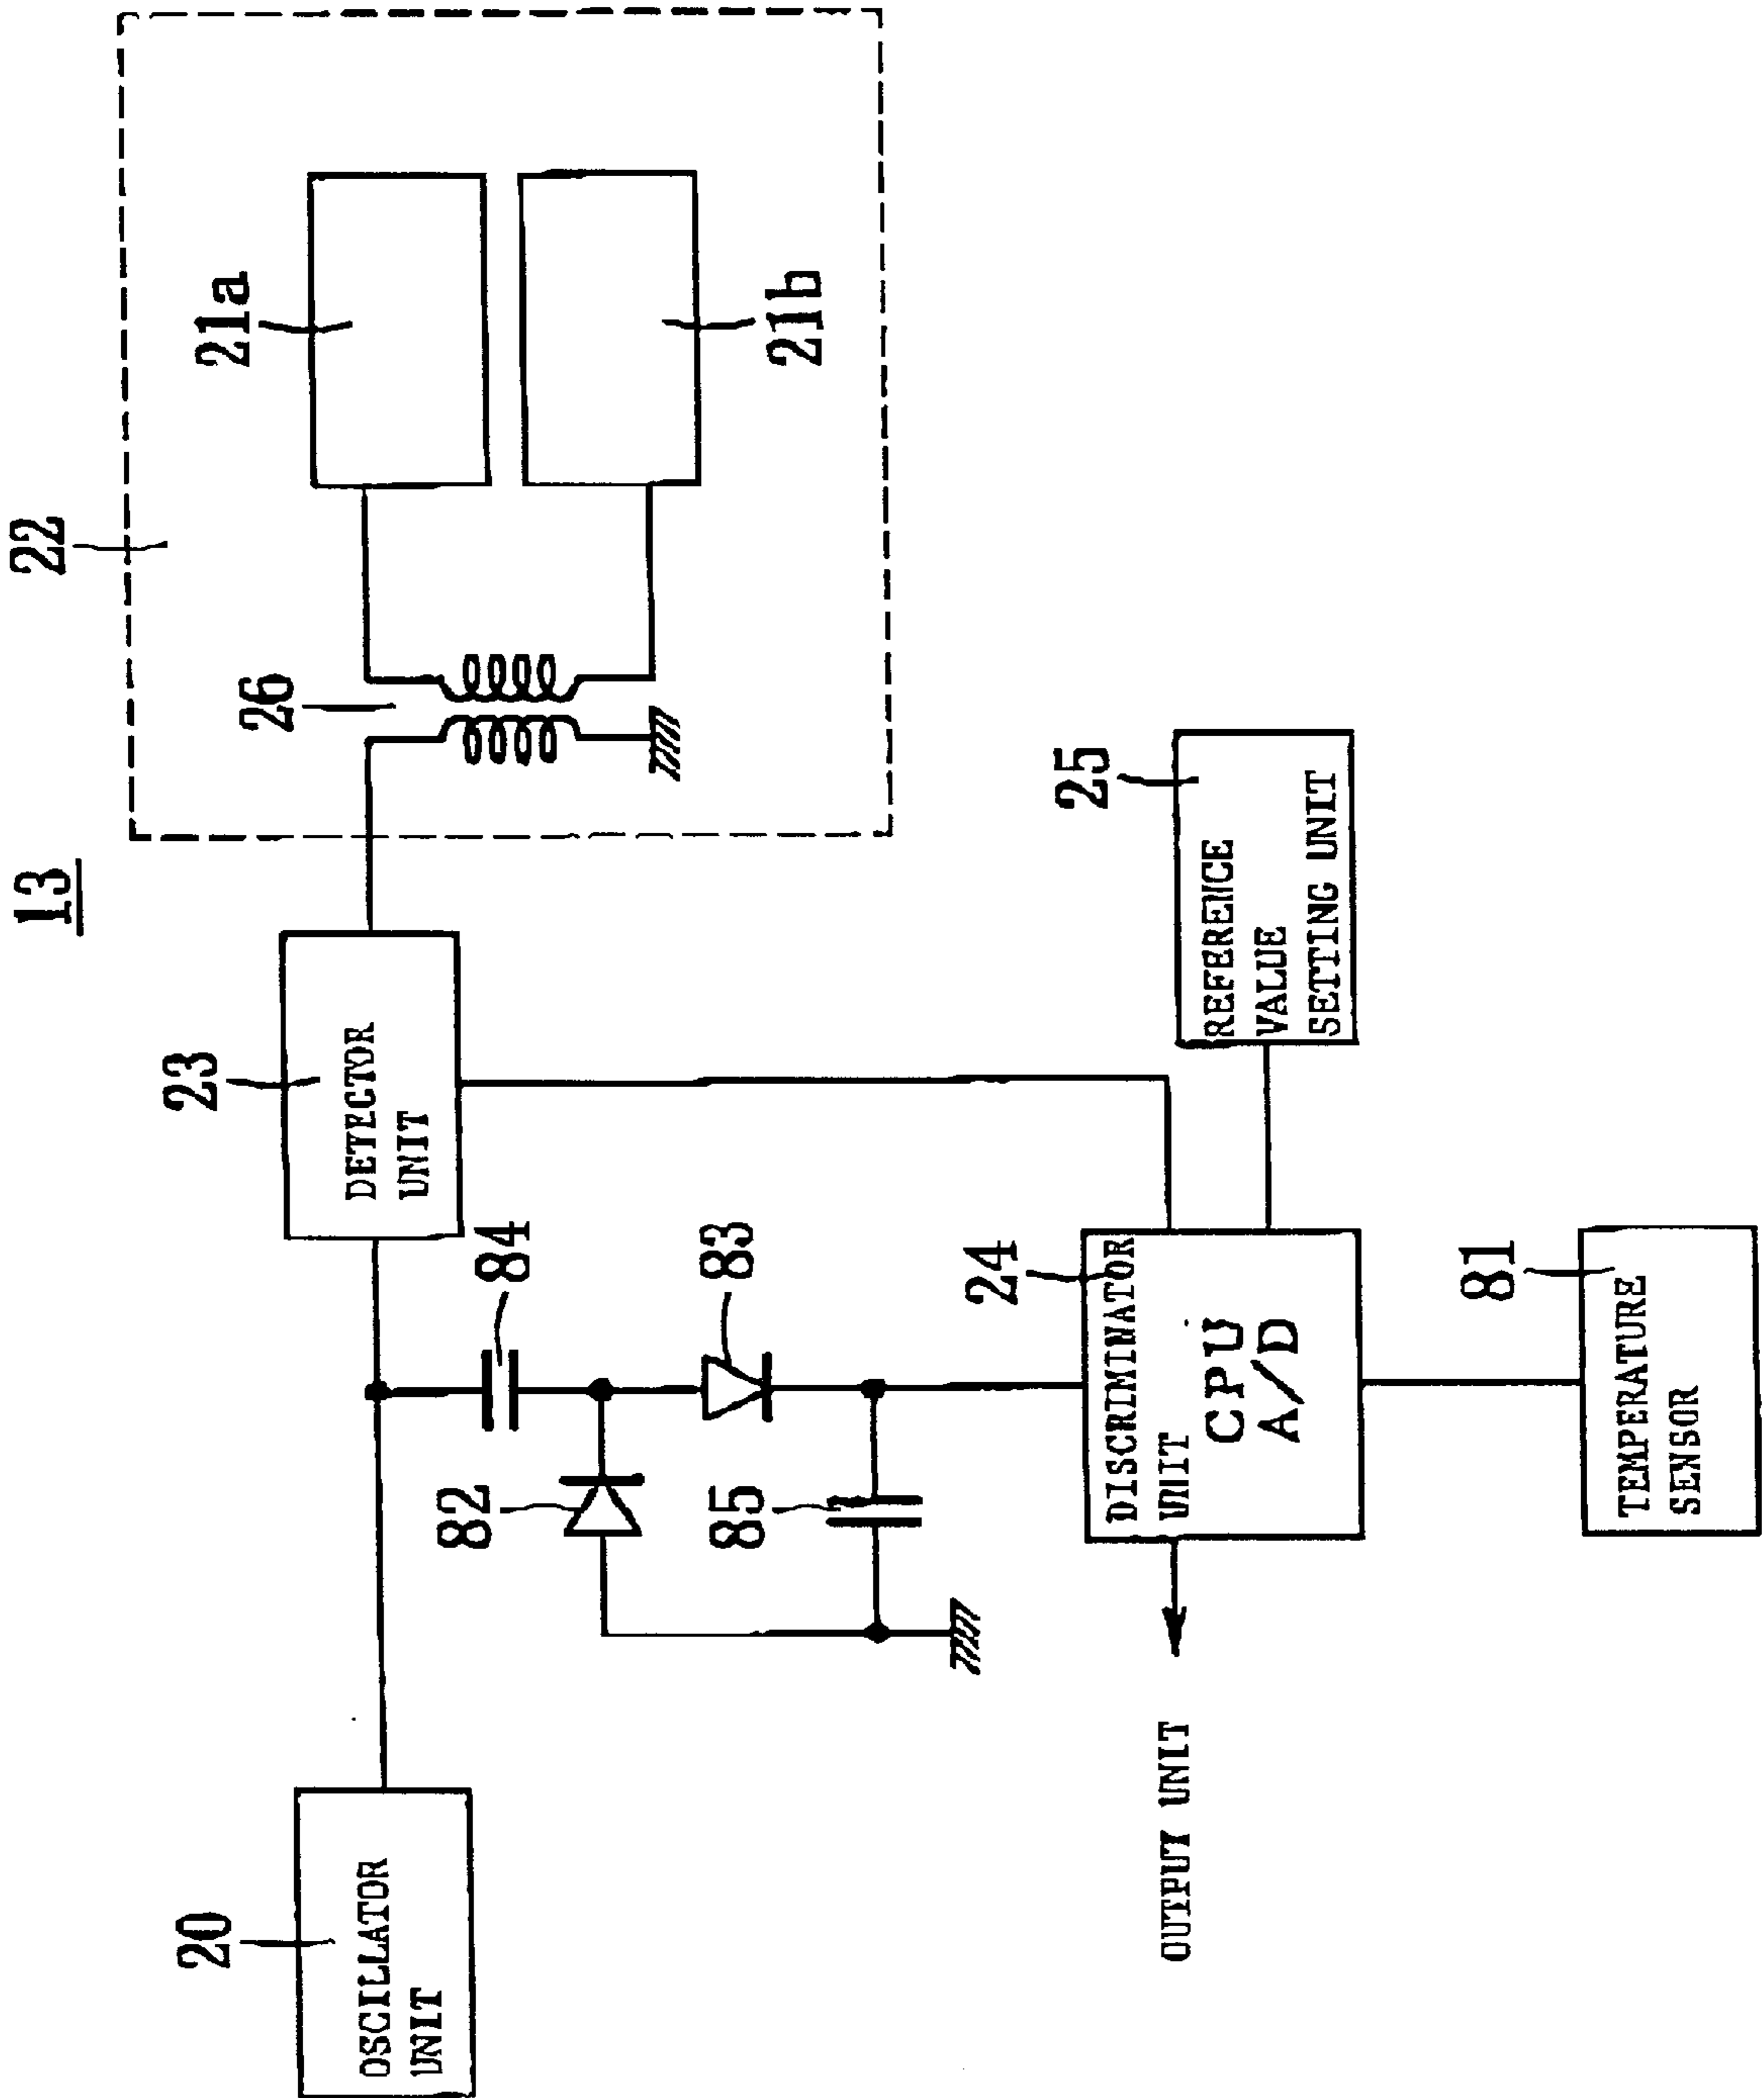 13
22
21a
21b
26
23
DETECTOR
UNIT
20
OSCILLATOR
UNIT
84
82
83
85
24
DISCRIMINATOR
UNIT
CPU
A/D
25
REFERENCE
VALUE
SETTING UNIT
81
TEMPERATURE
SENSOR
OUTPUT UNIT